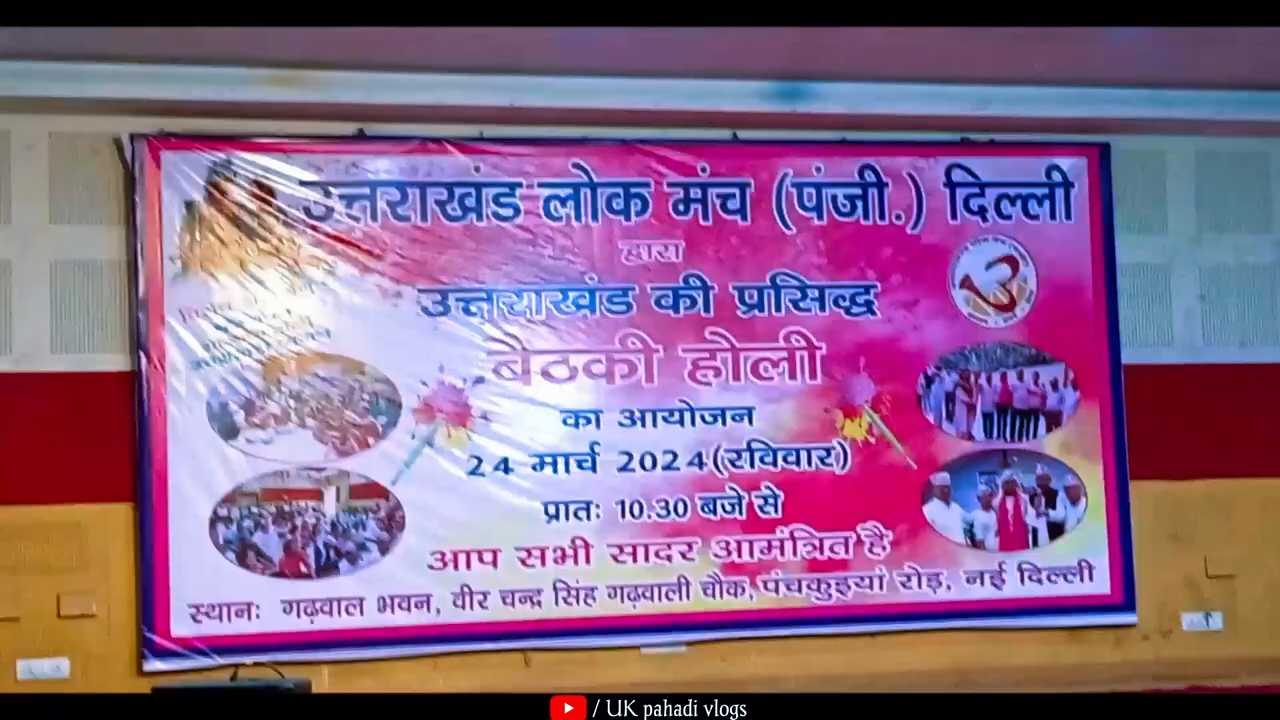 उत्तराखंड लोक मंच (पंजी.) दिल्ली
द्वारा
उत्तराखंड की प्रसिद्ध
बैठकी होली
का आयोजन
24 मार्च 2024(रविवार)
प्रातः 10.30 बजे से
आप सभी सादर आमंत्रित है
स्थानः गढ़वाल भवन, वीर चन्द्र सिंह गढ़वाली चौक, पंचकुइयां रोड़, नई दिल्ली
/ UK pahadi vlogs